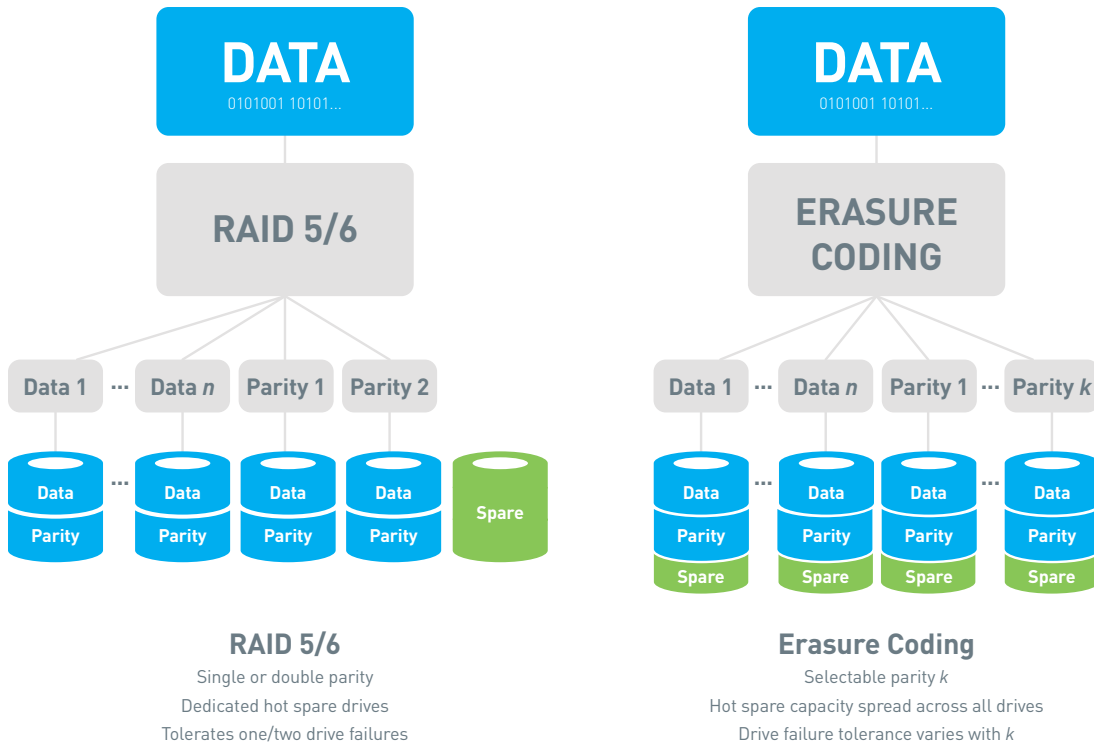 DATA
0101001 10101...
RAID 5/6
Data 1 ... Data n Parity 1 Parity 2
Data ... Data Data Data
Parity Parity Parity Parity
Spare
RAID 5/6
Single or double parity
Dedicated hot spare drives
Tolerates one/two drive failures
DATA
0101001 10101...
ERASURE
CODING
Data 1 ... Data n Parity 1 ... Parity k
Data ... Data Data ... Data
Parity Parity Parity Parity
Spare Spare Spare Spare
Erasure Coding
Selectable parity k
Hot spare capacity spread across all drives
Drive failure tolerance varies with k